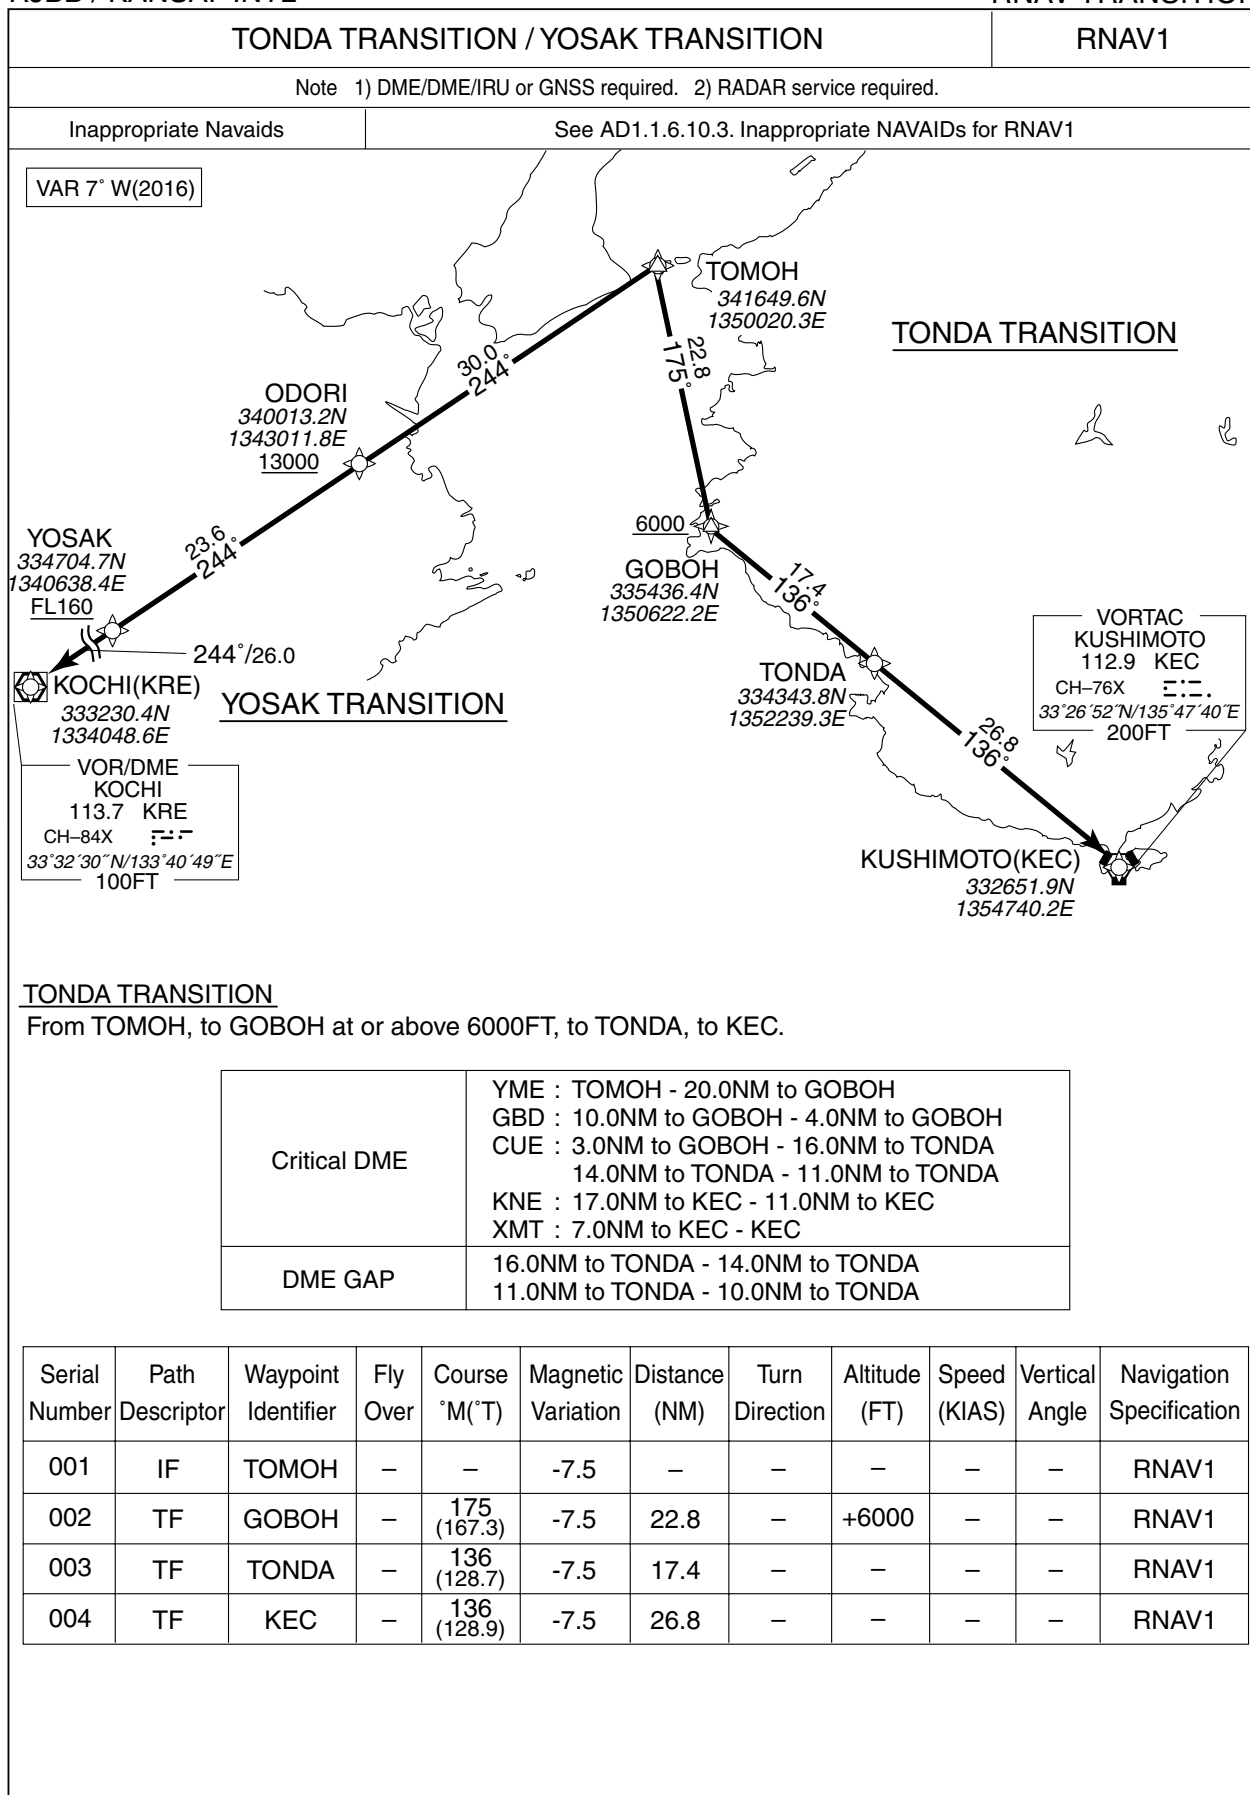 TONDA TRANSITION / YOSAK TRANSITION
RNAV1
Note 1) DME/DME/IRU or GNSS required. 2) RADAR service required.
Inappropriate Navaids
See AD1.1.6.10.3. Inappropriate NAVAIDs for RNAV1
VAR 7˚ W(2016)
TOMOH
341649.6N
1350020.3E
TONDA TRANSITION
30.0
244˚
22.8
175˚
ODORI
340013.2N
1343011.8E
13000
23.6
244˚
YOSAK
334704.7N
1340638.4E
FL160
244˚/26.0
KOCHI(KRE)
333230.4N
1334048.6E
YOSAK TRANSITION
VOR/DME
KOCHI
113.7 KRE
CH–84X
33˚32´30˝N/133˚40´49˝E
100FT
6000
GOBOH
335436.4N
1350622.2E
17.4
136˚
TONDA
334343.8N
1352239.3E
26.8
136˚
VORTAC
KUSHIMOTO
112.9 KEC
CH–76X
33˚26´52˝N/135˚47´40˝E
200FT
KUSHIMOTO(KEC)
332651.9N
1354740.2E
TONDA TRANSITION
From TOMOH, to GOBOH at or above 6000FT, to TONDA, to KEC.
Critical DME
YME : TOMOH - 20.0NM to GOBOH
GBD : 10.0NM to GOBOH - 4.0NM to GOBOH
CUE : 3.0NM to GOBOH - 16.0NM to TONDA
14.0NM to TONDA - 11.0NM to TONDA
KNE : 17.0NM to KEC - 11.0NM to KEC
XMT : 7.0NM to KEC - KEC
DME GAP
16.0NM to TONDA - 14.0NM to TONDA
11.0NM to TONDA - 10.0NM to TONDA
Serial Number Path Descriptor Waypoint Identifier Fly Over Course ˚M(˚T) Magnetic Variation Distance (NM) Turn Direction Altitude (FT) Speed (KIAS) Vertical Angle Navigation Specification
001 IF TOMOH – – -7.5 – – – – – RNAV1
002 TF GOBOH – 175 (167.3) -7.5 22.8 – +6000 – – RNAV1
003 TF TONDA – 136 (128.7) -7.5 17.4 – – – – RNAV1
004 TF KEC – 136 (128.9) -7.5 26.8 – – – – RNAV1